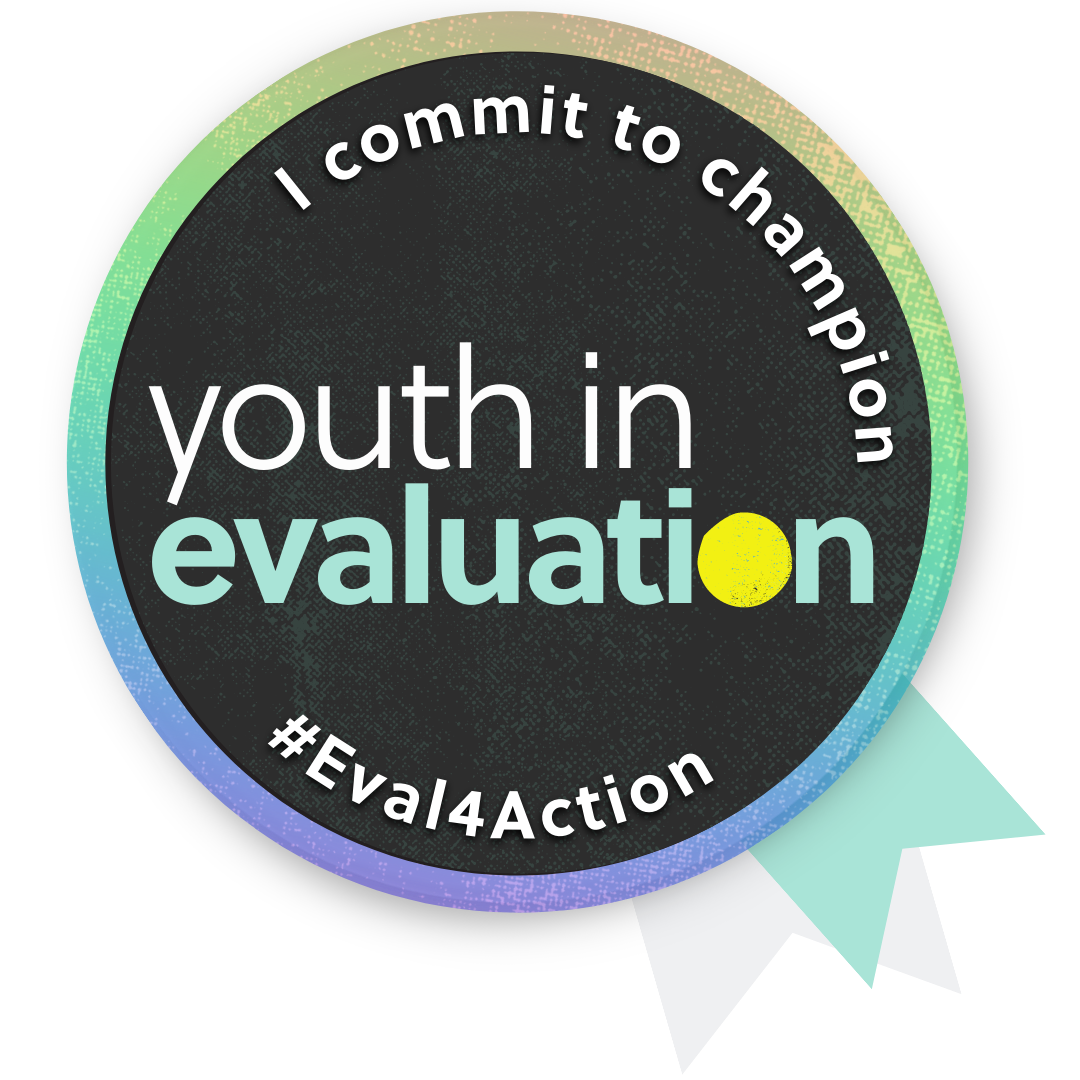 I commit to champion
youth in
evaluation
#Eval4Action